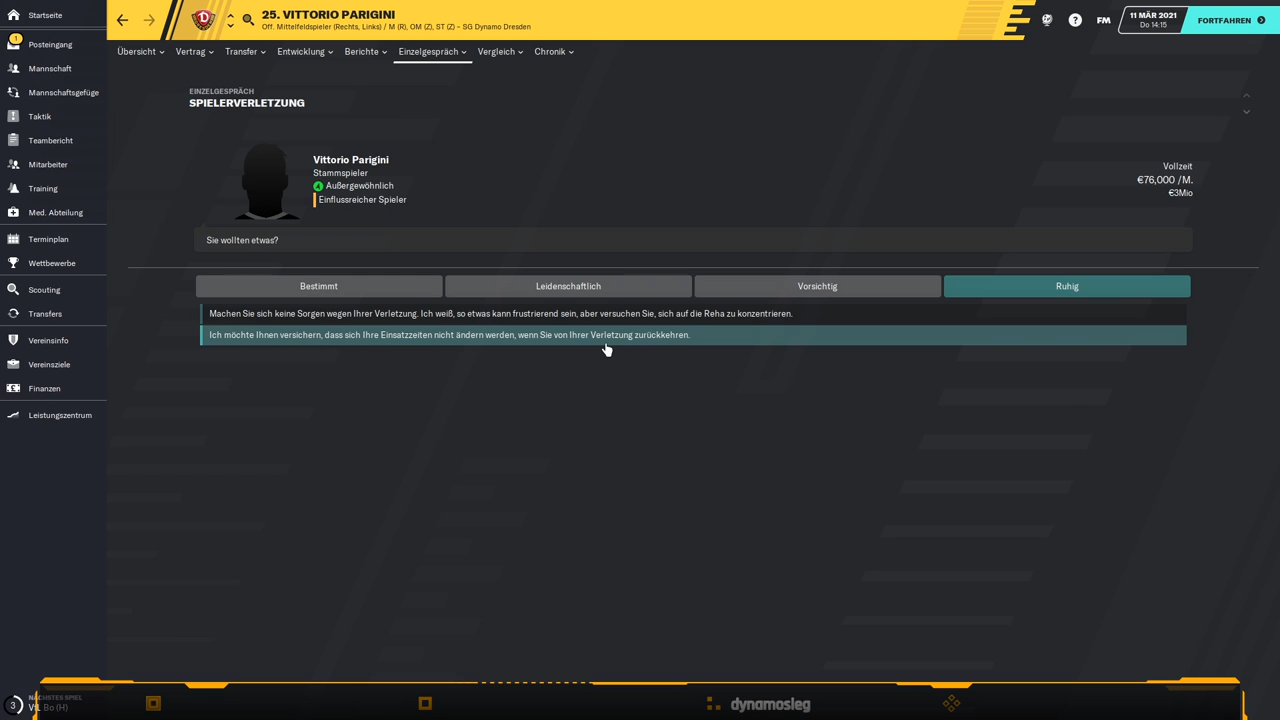 Startseite
1
Posteingang
Mannschaft
Mannschaftsgefüge
Taktik
Teambericht
Mitarbeiter
Training
Med. Abteilung
Terminplan
Wettbewerbe
Scouting
Transfers
Vereinsinfo
Vereinsziele
Finanzen
Leistungszentrum
25. VITTORIO PARIGINI
Off. Mittelfeldspieler (Rechts, Links) / M (R), OM (Z), ST (Z) – SG Dynamo Dresden
FM
11 MÄR 2021
Do 14:15
FORTFAHREN
Übersicht Vertrag Transfer Entwicklung Berichte Einzelgespräch Vergleich Chronik
EINZELGESPRÄCH
SPIELERVERLETZUNG
Vittorio Parigini
Stammspieler
4 Außergewöhnlich
Einflussreicher Spieler
Vollzeit
€76,000 /M.
€3Mio
Sie wollten etwas?
Bestimmt Leidenschaftlich Vorsichtig Ruhig
Machen Sie sich keine Sorgen wegen Ihrer Verletzung. Ich weiß, so etwas kann frustrierend sein, aber versuchen Sie, sich auf die Reha zu konzentrieren.
Ich möchte Ihnen versichern, dass sich Ihre Einsatzzeiten nicht ändern werden, wenn Sie von Ihrer Verletzung zurückkehren.
3
NÄCHSTES SPIEL
VfL Bo (H)
dynamosieg